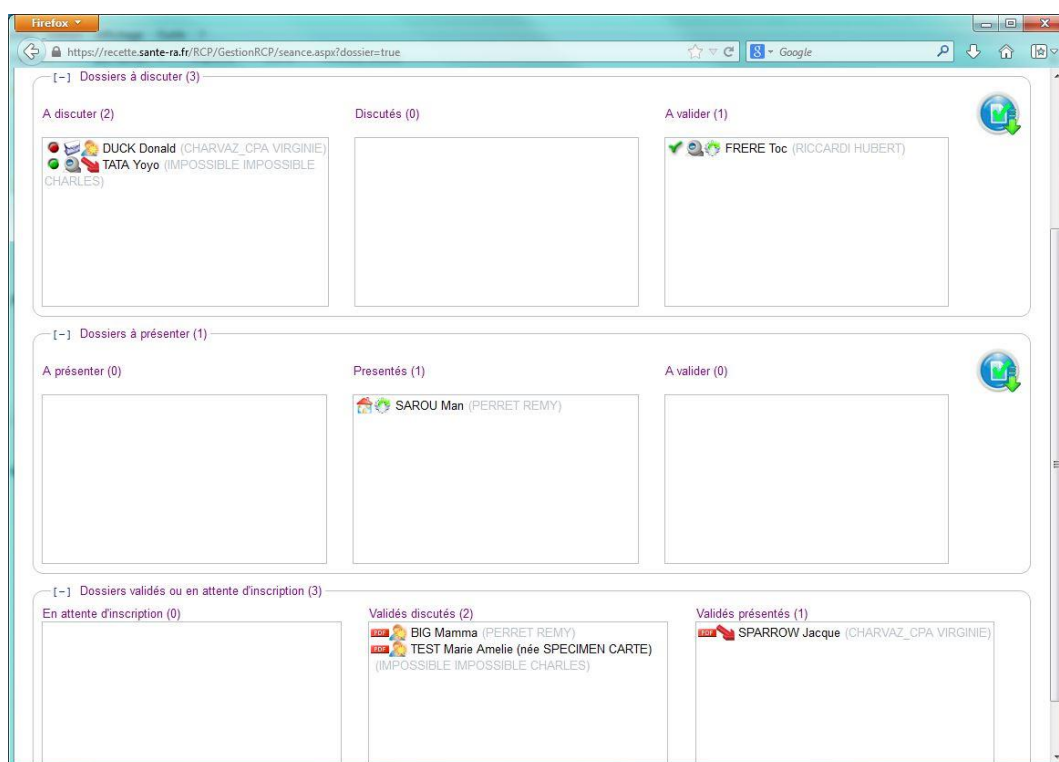 Firefox
https://recette.sante-ra.fr/RCP/GestionRCP/seance.aspx?dossier=true
Google
[-] Dossiers à discuter (3)
A discuter (2)
Discutés (0)
A valider (1)
DUCK Donald (CHARVAZ_CPA VIRGINIE)
TATA Yoyo (IMPOSSIBLE IMPOSSIBLE
CHARLES)
FRERE Toc (RICCARDI HUBERT)
[-] Dossiers à présenter (1)
A présenter (0)
Presentés (1)
A valider (0)
SAROU Man (PERRET REMY)
[-] Dossiers validés ou en attente d'inscription (3)
En attente d'inscription (0)
Validés discutés (2)
Validés présentés (1)
PDF BIG Mamma (PERRET REMY)
PDF TEST Marie Amelie (née SPECIMEN CARTE)
(IMPOSSIBLE IMPOSSIBLE CHARLES)
PDF SPARROW Jacque (CHARVAZ_CPA VIRGINIE)